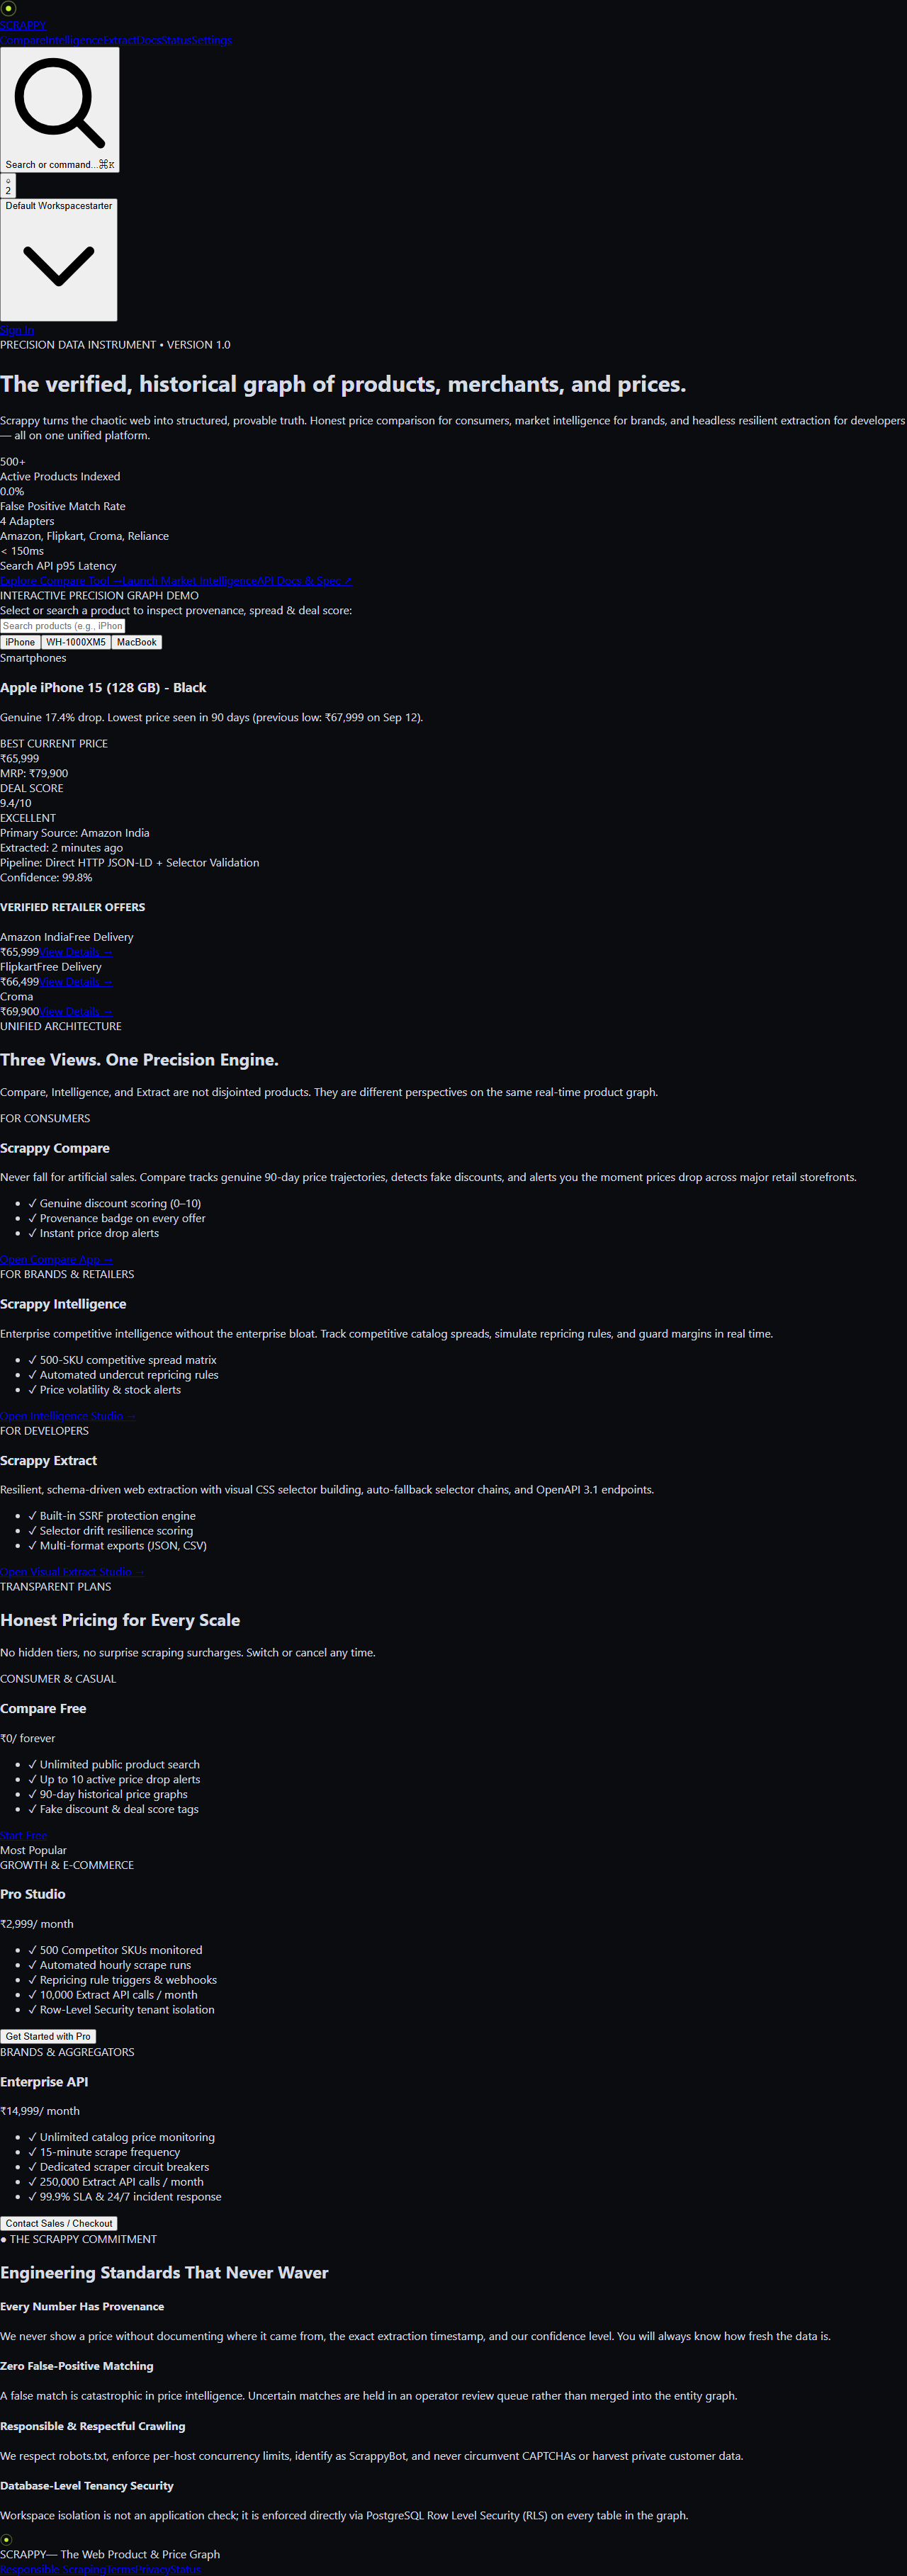 SCRAPPY
CompareIntelligenceExtractDocsStatusSettings
Search or command...⌘K
2
Default Workspacestarter
Sign In
PRECISION DATA INSTRUMENT • VERSION 1.0
The verified, historical graph of products, merchants, and prices.
Scrappy turns the chaotic web into structured, provable truth. Honest price comparison for consumers, market intelligence for brands, and headless resilient extraction for developers
— all on one unified platform.
500+
Active Products Indexed
0.0%
False Positive Match Rate
4 Adapters
Amazon, Flipkart, Croma, Reliance
< 150ms
Search API p95 Latency
Explore Compare Tool →Launch Market IntelligenceAPI Docs & Spec ↗
INTERACTIVE PRECISION GRAPH DEMO
Select or search a product to inspect provenance, spread & deal score:
Search products (e.g., iPhon
iPhone WH-1000XM5 MacBook
Smartphones
Apple iPhone 15 (128 GB) - Black
Genuine 17.4% drop. Lowest price seen in 90 days (previous low: ₹67,999 on Sep 12).
BEST CURRENT PRICE
₹65,999
MRP: ₹79,900
DEAL SCORE
9.4/10
EXCELLENT
Primary Source: Amazon India
Extracted: 2 minutes ago
Pipeline: Direct HTTP JSON-LD + Selector Validation
Confidence: 99.8%
VERIFIED RETAILER OFFERS
Amazon IndiaFree Delivery
₹65,999View Details →
FlipkartFree Delivery
₹66,499View Details →
Croma
₹69,900View Details →
UNIFIED ARCHITECTURE
Three Views. One Precision Engine.
Compare, Intelligence, and Extract are not disjointed products. They are different perspectives on the same real-time product graph.
FOR CONSUMERS
Scrappy Compare
Never fall for artificial sales. Compare tracks genuine 90-day price trajectories, detects fake discounts, and alerts you the moment prices drop across major retail storefronts.
• ✓ Genuine discount scoring (0–10)
• ✓ Provenance badge on every offer
• ✓ Instant price drop alerts
Open Compare App →
FOR BRANDS & RETAILERS
Scrappy Intelligence
Enterprise competitive intelligence without the enterprise bloat. Track competitive catalog spreads, simulate repricing rules, and guard margins in real time.
• ✓ 500-SKU competitive spread matrix
• ✓ Automated undercut repricing rules
• ✓ Price volatility & stock alerts
Open Intelligence Studio →
FOR DEVELOPERS
Scrappy Extract
Resilient, schema-driven web extraction with visual CSS selector building, auto-fallback selector chains, and OpenAPI 3.1 endpoints.
• ✓ Built-in SSRF protection engine
• ✓ Selector drift resilience scoring
• ✓ Multi-format exports (JSON, CSV)
Open Visual Extract Studio →
TRANSPARENT PLANS
Honest Pricing for Every Scale
No hidden tiers, no surprise scraping surcharges. Switch or cancel any time.
CONSUMER & CASUAL
Compare Free
₹0/ forever
• ✓ Unlimited public product search
• ✓ Up to 10 active price drop alerts
• ✓ 90-day historical price graphs
• ✓ Fake discount & deal score tags
Start Free
Most Popular
GROWTH & E-COMMERCE
Pro Studio
₹2,999/ month
• ✓ 500 Competitor SKUs monitored
• ✓ Automated hourly scrape runs
• ✓ Repricing rule triggers & webhooks
• ✓ 10,000 Extract API calls / month
• ✓ Row-Level Security tenant isolation
Get Started with Pro
BRANDS & AGGREGATORS
Enterprise API
₹14,999/ month
• ✓ Unlimited catalog price monitoring
• ✓ 15-minute scrape frequency
• ✓ Dedicated scraper circuit breakers
• ✓ 250,000 Extract API calls / month
• ✓ 99.9% SLA & 24/7 incident response
Contact Sales / Checkout
● THE SCRAPPY COMMITMENT
Engineering Standards That Never Waver
Every Number Has Provenance
We never show a price without documenting where it came from, the exact extraction timestamp, and our confidence level. You will always know how fresh the data is.
Zero False-Positive Matching
A false match is catastrophic in price intelligence. Uncertain matches are held in an operator review queue rather than merged into the entity graph.
Responsible & Respectful Crawling
We respect robots.txt, enforce per-host concurrency limits, identify as ScrappyBot, and never circumvent CAPTCHAs or harvest private customer data.
Database-Level Tenancy Security
Workspace isolation is not an application check; it is enforced directly via PostgreSQL Row Level Security (RLS) on every table in the graph.
SCRAPPY— The Web Product & Price Graph
Responsible ScrapingTermsPrivacyStatus